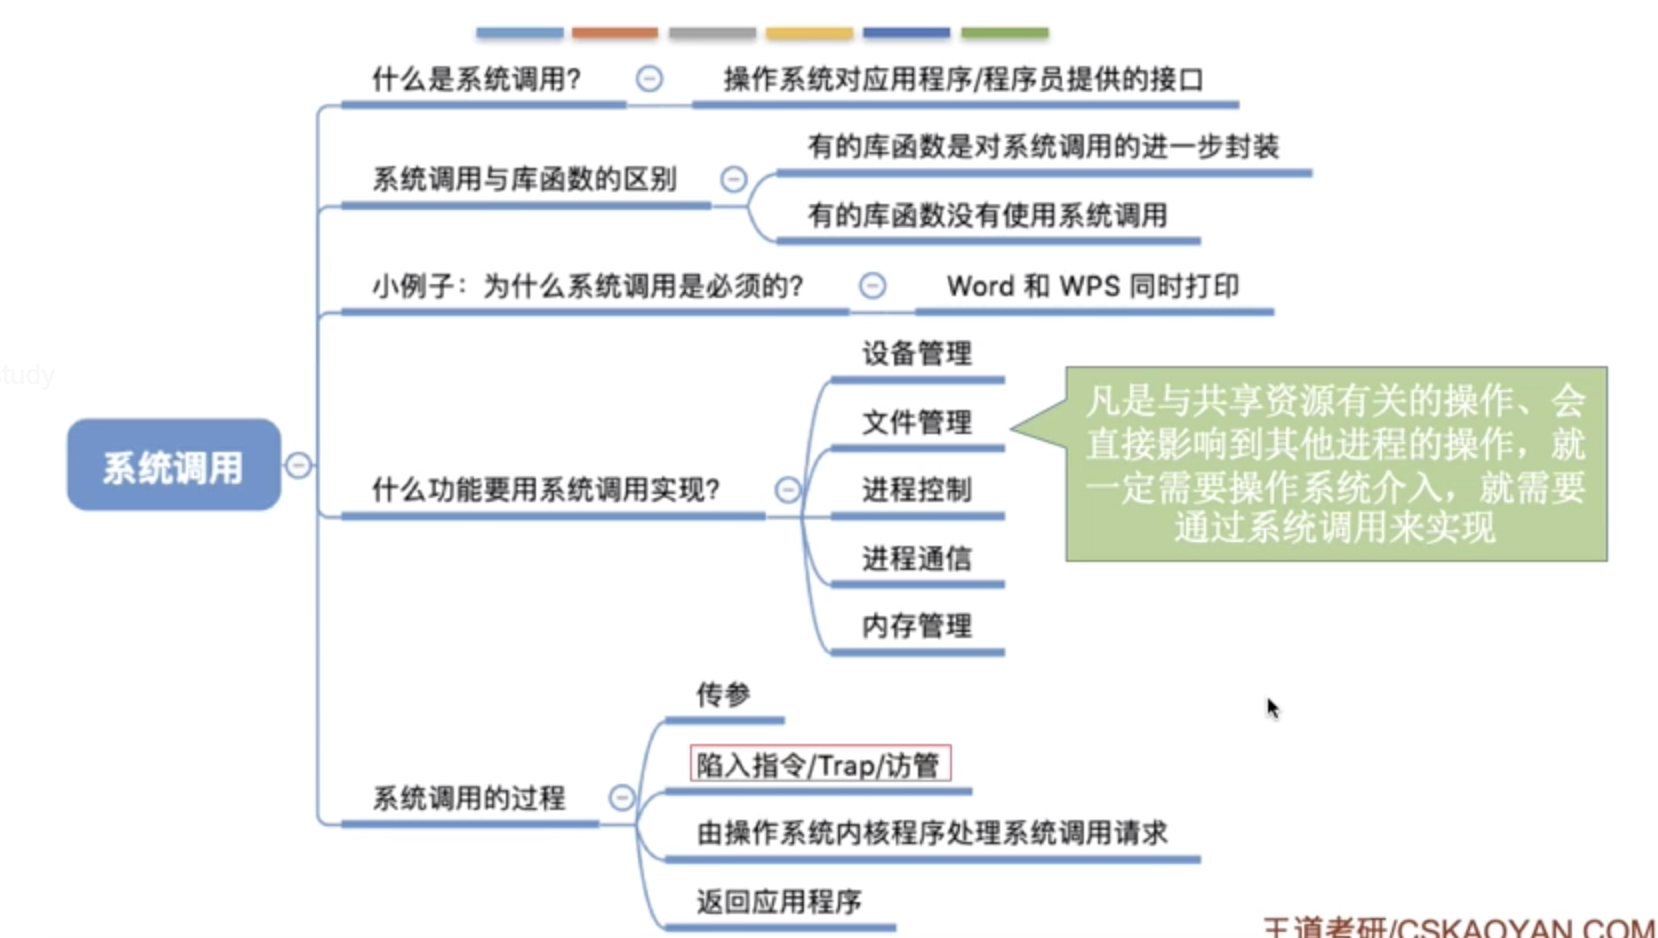 什么是系统调用?
操作系统对应用程序/程序员提供的接口
系统调用与库函数的区别
有的库函数是对系统调用的进一步封装
有的库函数没有使用系统调用
小例子：为什么系统调用是必须的?
Word 和 WPS 同时打印
系统调用
什么功能要用系统调用实现?
设备管理
文件管理
进程控制
进程通信
内存管理
凡是与共享资源有关的操作、会
直接影响到其他进程的操作，就
一定需要操作系统介入，就需要
通过系统调用来实现
系统调用的过程
传参
陷入指令/Trap/访管
由操作系统内核程序处理系统调用请求
返回应用程序
study
王道考研/CSKAOYAN.COM